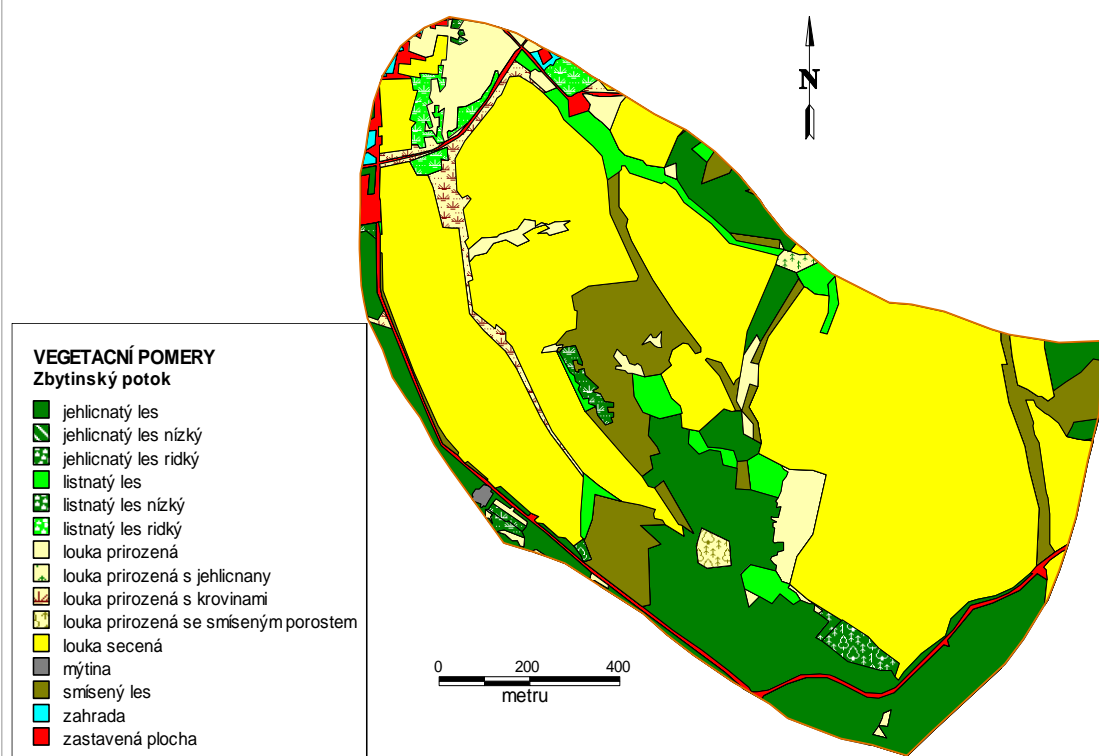 N
VEGETACNÍ POMERY
Zbytinský potok
jehlicnatý les
jehlicnatý les nízký
jehlicnatý les ridký
listnatý les
listnatý les nízký
listnatý les ridký
louka prirozená
louka prirozená s jehlicnany
louka prirozená s krovinami
louka prirozená se smíseným porostem
louka secená
mýtina
smísený les
zahrada
zastavená plocha
0 200 400
metru